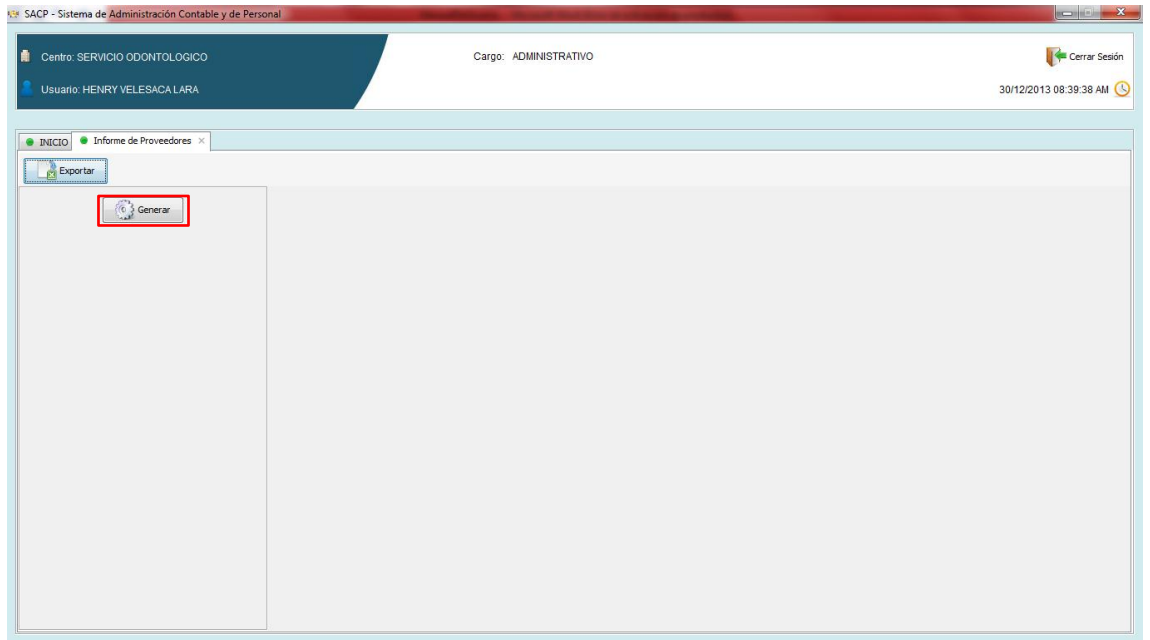 SACP - Sistema de Administración Contable y de Personal
Centro: SERVICIO ODONTOLOGICO
Cargo: ADMINISTRATIVO
Cerrar Sesión
Usuario: HENRY VELESACA LARA
30/12/2013 08:39:38 AM
INICIO
Informe de Proveedores
Exportar
Generar